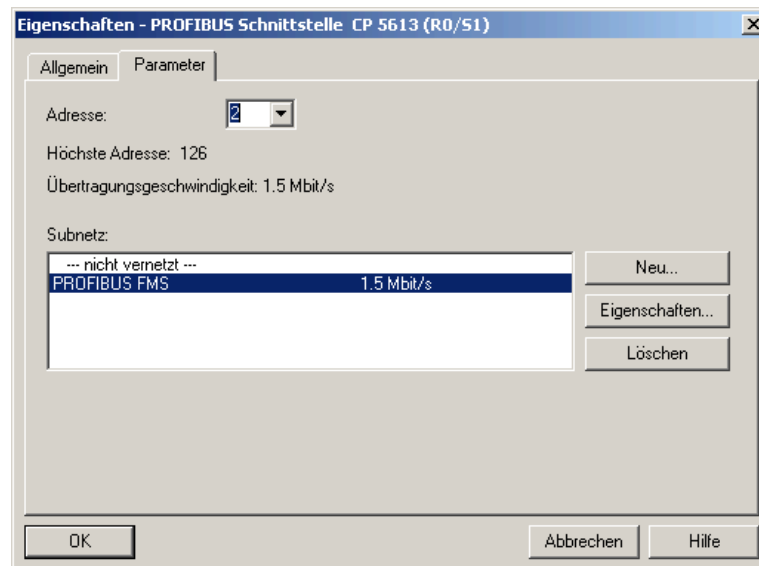 Eigenschaften - PROFIBUS Schnittstelle CP 5613 (R0/S1)
Allgemein Parameter
Adresse: 2
Höchste Adresse: 126
Übertragungsgeschwindigkeit: 1.5 Mbit/s
Subnetz:
--- nicht vernetzt ---
PROFIBUS FMS 1.5 Mbit/s
Neu...
Eigenschaften...
Löschen
OK Abbrechen Hilfe